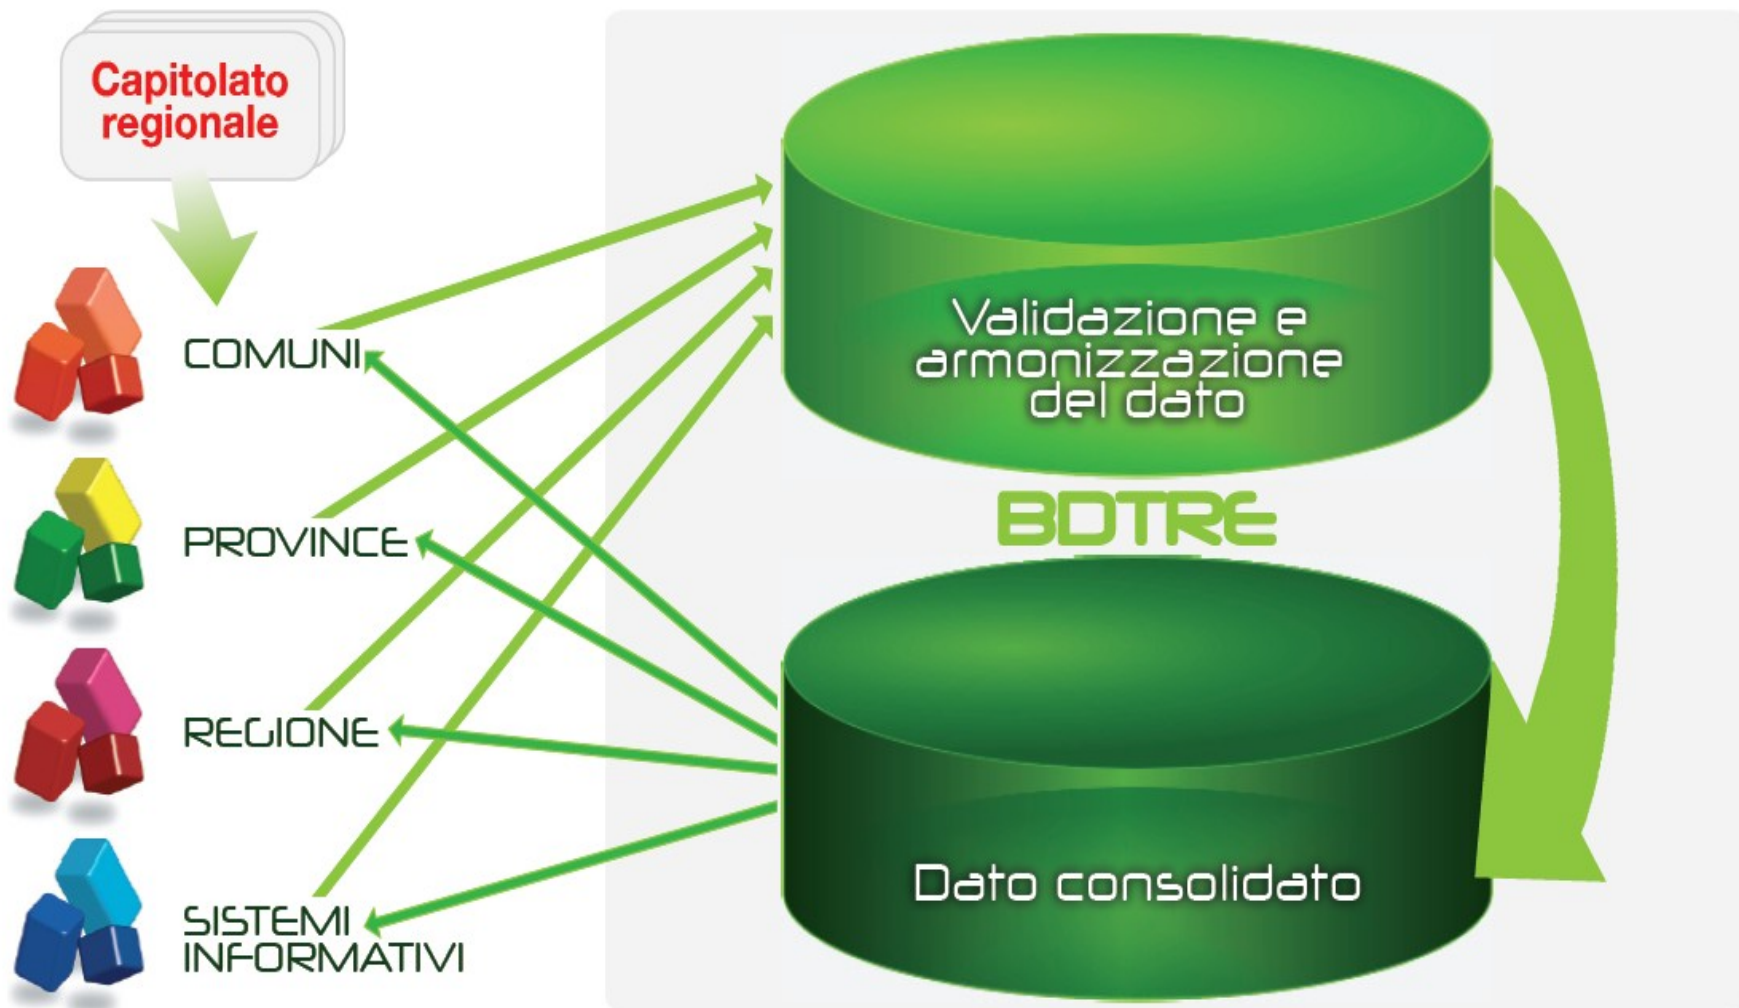 Capitolato
regionale
COMUNI
PROVINCE
REGIONE
SISTEMI
INFORMATIVI
Validazione e
armonizzazione
del dato
BDTRE
Dato consolidato